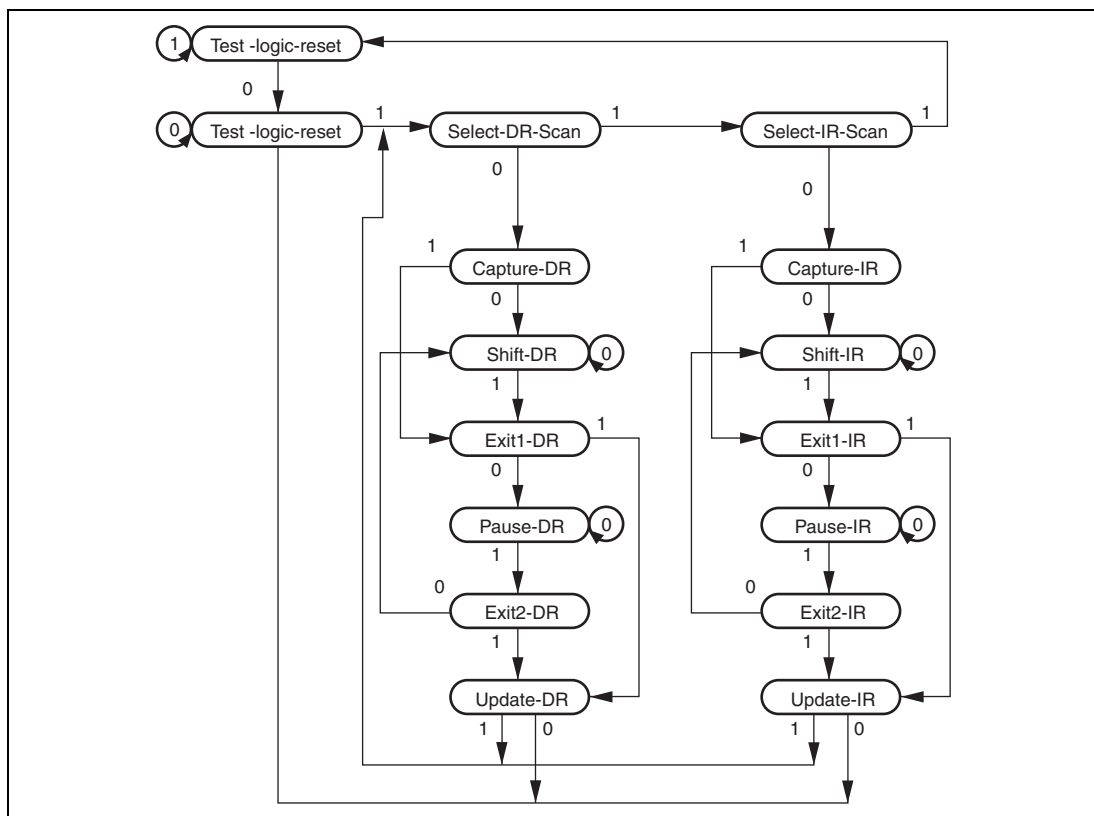 1 Test -logic-reset
0
0 Test -logic-reset 1 Select-DR-Scan 1 Select-IR-Scan 1
0 0
1 Capture-DR 1 Capture-IR
0 0
Shift-DR 0 Shift-IR 0
1 1
Exit1-DR 1 Exit1-IR 1
0 0
Pause-DR 0 Pause-IR 0
1 1
0 Exit2-DR 0 Exit2-IR
1 1
Update-DR Update-IR
1 0 1 0